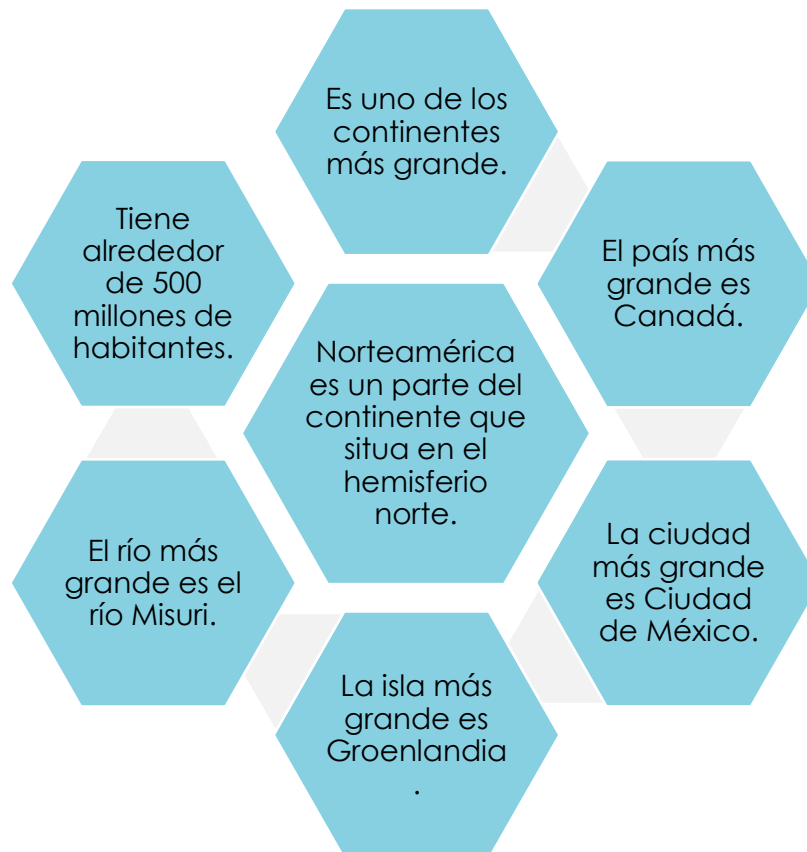 Es uno de los
continentes
más grande.
El país más
grande es
Canadá.
La ciudad
más grande
es Ciudad
de México.
La isla más
grande es
Groenlandia
.
El río más
grande es el
río Misuri.
Tiene
alrededor
de 500
millones de
habitantes.
Norteamérica
es un parte del
continente que
situa en el
hemisferio
norte.